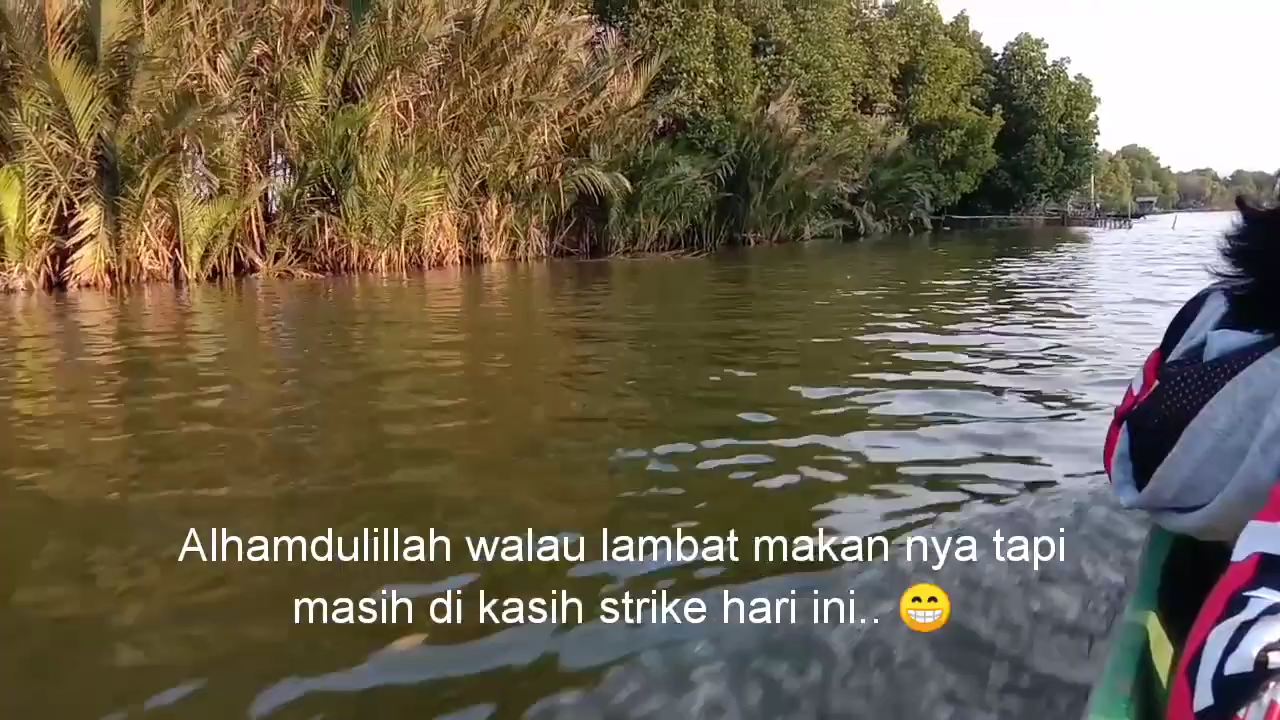 Alhamdulillah walau lambat makan nya tapi
masih di kasih strike hari ini.. 😁